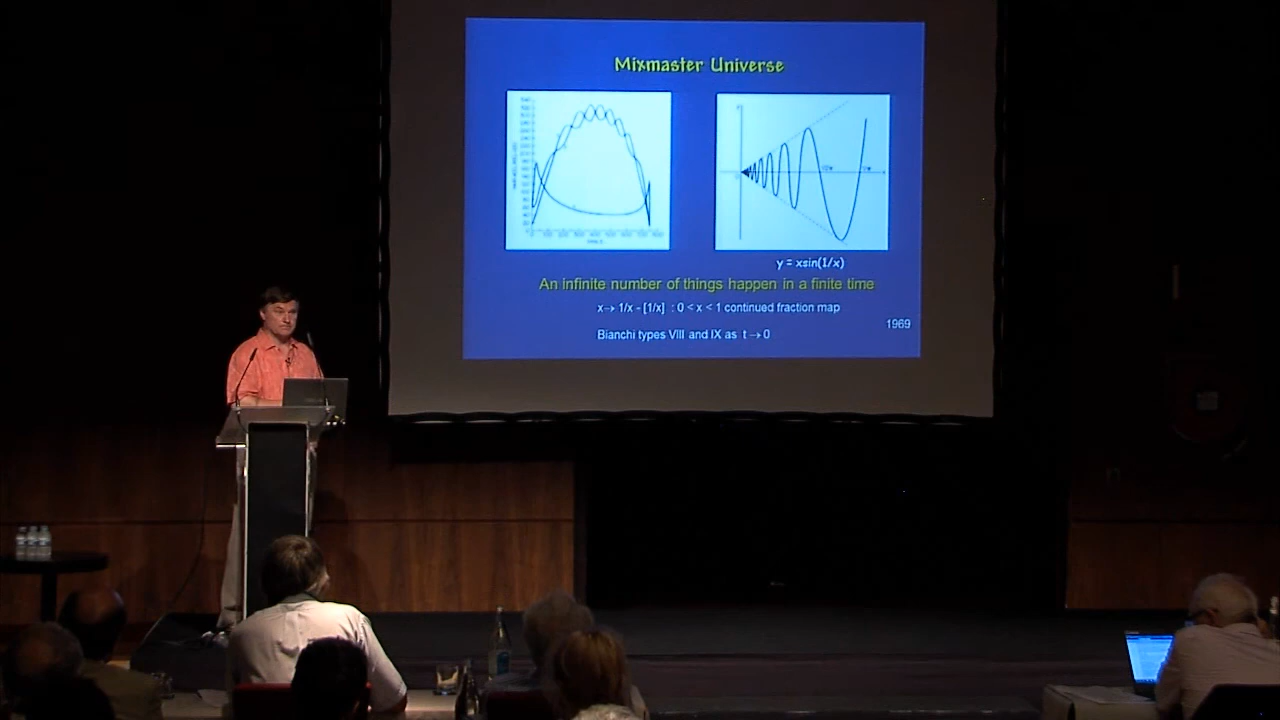 Mixmaster Universe
y = xsin(1/x)
An infinite number of things happen in a finite time
x→ 1/x - [1/x] : 0 < x < 1 continued fraction map
1969
Bianchi types VIII and IX as t → 0